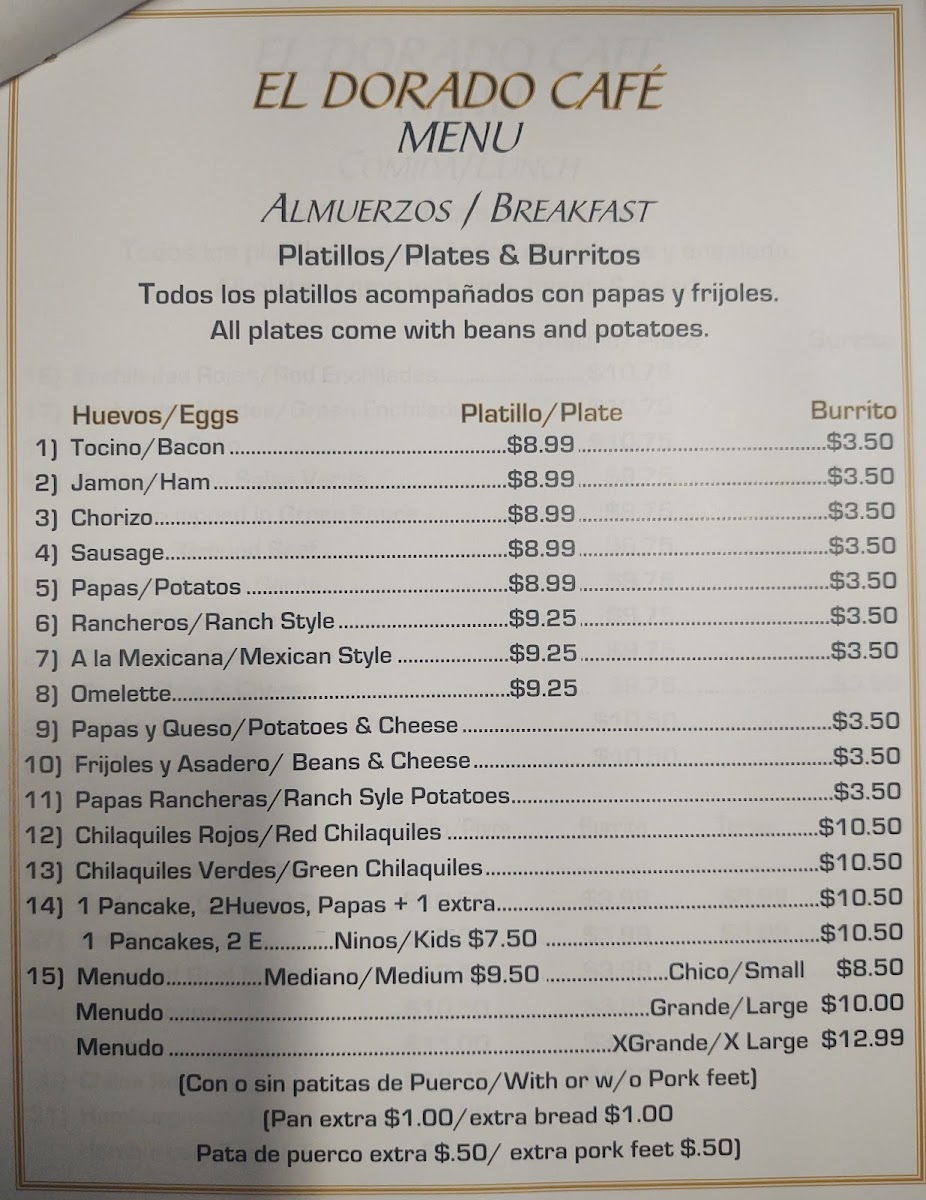 EL DORADO CAFÉ
MENU
ALMUERZOS / BREAKFAST
Platillos/Plates & Burritos
Todos los platillos acompañados con papas y frijoles.
All plates come with beans and potatoes.
Huevos/Eggs Platillo/Plate Burrito
1) Tocino/Bacon $8.99 $3.50
2) Jamon/Ham $8.99 $3.50
3) Chorizo $8.99 $3.50
4) Sausage $8.99 $3.50
5) Papas/Potatos $8.99 $3.50
6) Rancheros/Ranch Style $9.25 $3.50
7) A la Mexicana/Mexican Style $9.25 $3.50
8) Omelette $9.25
9) Papas y Queso/Potatoes & Cheese $3.50
10) Frijoles y Asadero/ Beans & Cheese $3.50
11) Papas Rancheras/Ranch Syle Potatoes $3.50
12) Chilaquiles Rojos/Red Chilaquiles $10.50
13) Chilaquiles Verdes/Green Chilaquiles $10.50
14) 1 Pancake, 2Huevos, Papas + 1 extra $10.50
1 Pancakes, 2 E Ninos/Kids $7.50 $10.50
15) Menudo Mediano/Medium $9.50 Chico/Small $8.50
Menudo Grande/Large $10.00
Menudo XGrande/X Large $12.99
(Con o sin patitas de Puerco/With or w/o Pork feet)
(Pan extra $1.00/extra bread $1.00
Pata de puerco extra $.50/ extra pork feet $.50)